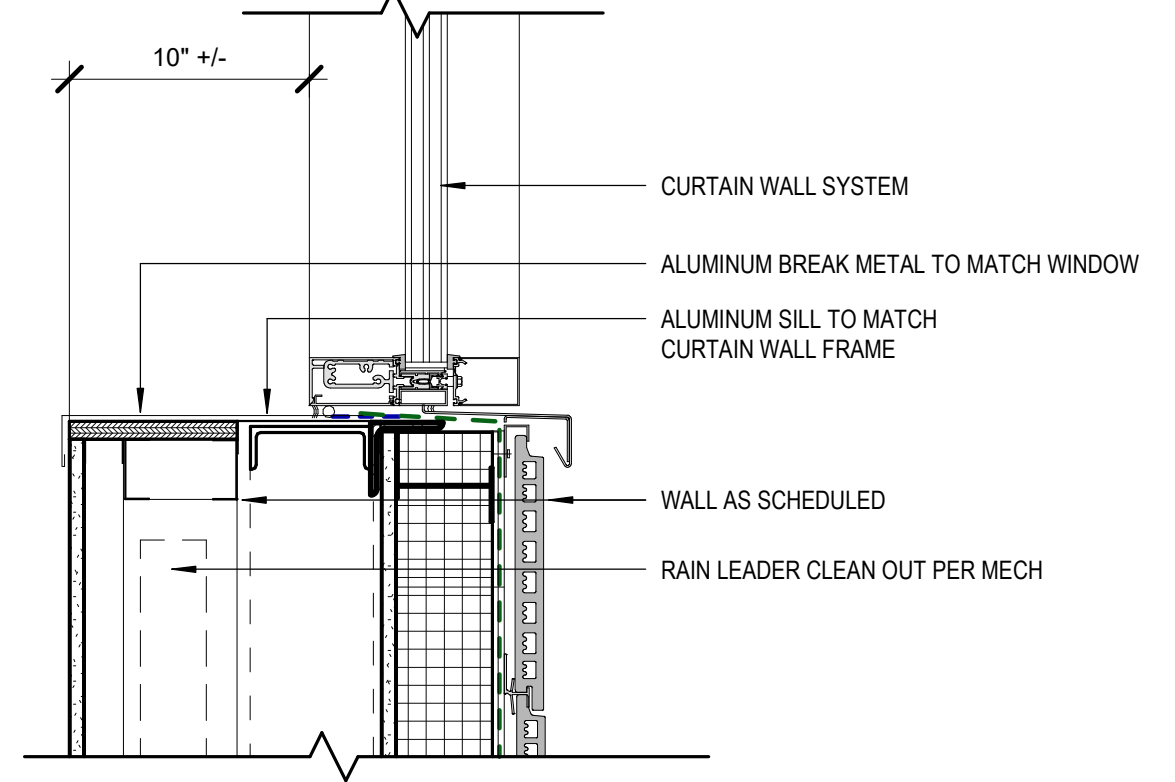 10" +/-
CURTAIN WALL SYSTEM
ALUMINUM BREAK METAL TO MATCH WINDOW
ALUMINUM SILL TO MATCH
CURTAIN WALL FRAME
WALL AS SCHEDULED
RAIN LEADER CLEAN OUT PER MECH